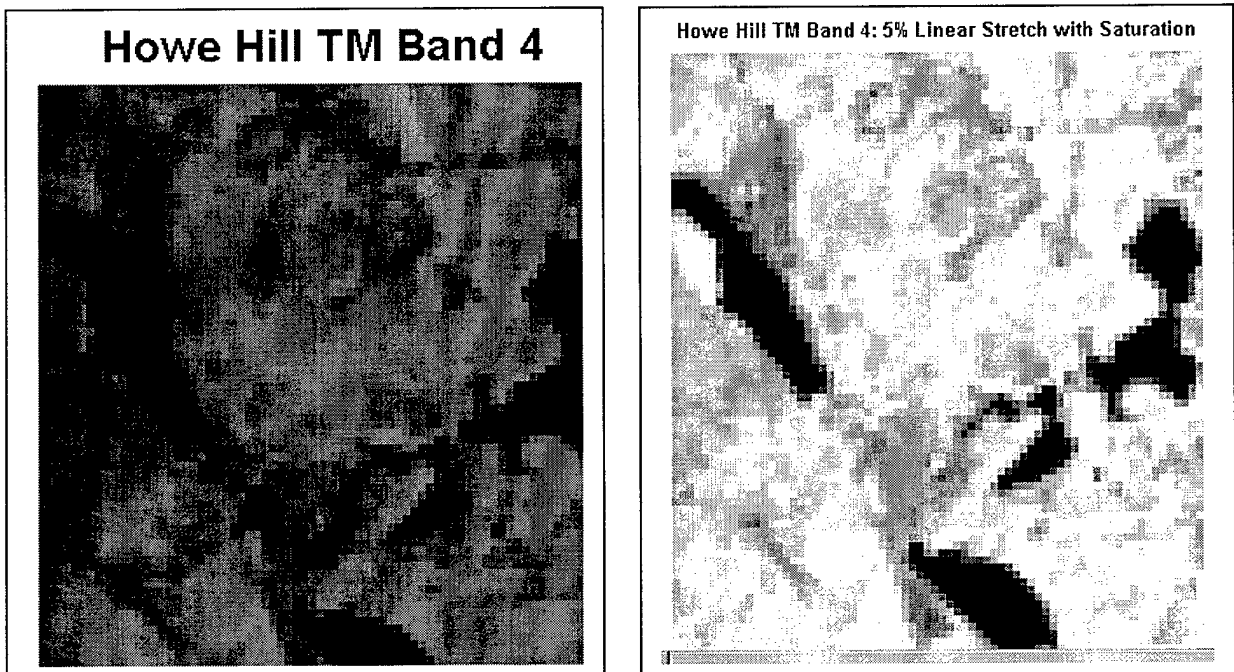 Howe Hill TM Band 4
Howe Hill TM Band 4: 5% Linear Stretch with Saturation